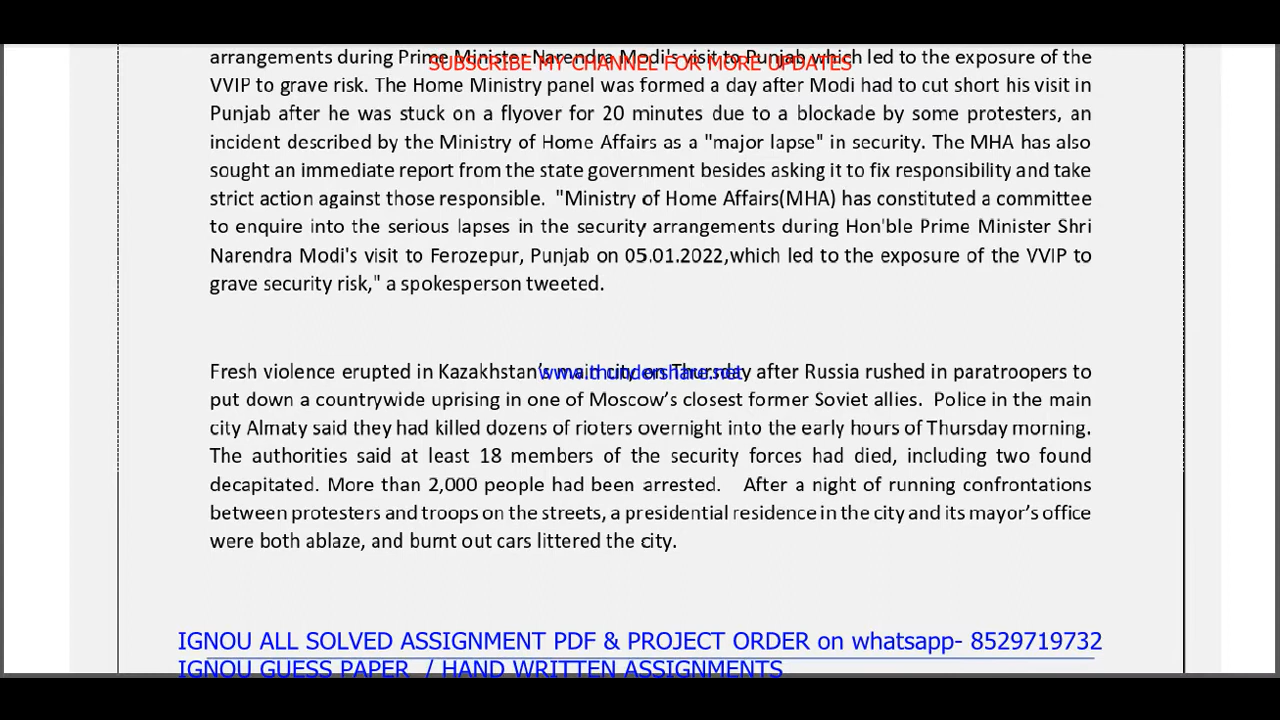 arrangements during Prime Minister Narendra Modi's visit to Punjab which led to the exposure of the
SUBSCRIBE MY CHANNEL FOR MORE UPDATES
VVIP to grave risk. The Home Ministry panel was formed a day after Modi had to cut short his visit in
Punjab after he was stuck on a flyover for 20 minutes due to a blockade by some protesters, an
incident described by the Ministry of Home Affairs as a "major lapse" in security. The MHA has also
sought an immediate report from the state government besides asking it to fix responsibility and take
strict action against those responsible. "Ministry of Home Affairs(MHA) has constituted a committee
to enquire into the serious lapses in the security arrangements during Hon'ble Prime Minister Shri
Narendra Modi's visit to Ferozepur, Punjab on 05.01.2022,which led to the exposure of the VVIP to
grave security risk," a spokesperson tweeted.
Fresh violence erupted in Kazakhstan’s main city on Thursday after Russia rushed in paratroopers to
www.thundershare.net
put down a countrywide uprising in one of Moscow’s closest former Soviet allies. Police in the main
city Almaty said they had killed dozens of rioters overnight into the early hours of Thursday morning.
The authorities said at least 18 members of the security forces had died, including two found
decapitated. More than 2,000 people had been arrested. After a night of running confrontations
between protesters and troops on the streets, a presidential residence in the city and its mayor’s office
were both ablaze, and burnt out cars littered the city.
IGNOU ALL SOLVED ASSIGNMENT PDF & PROJECT ORDER on whatsapp- 8529719732
IGNOU GUESS PAPER / HAND WRITTEN ASSIGNMENTS